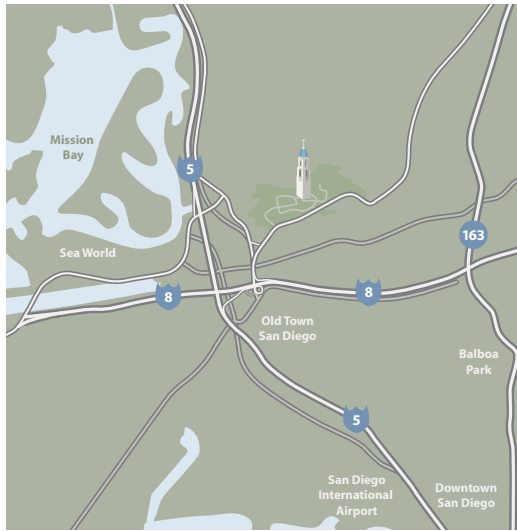 Mission
Bay
5
Sea World
163
8
8
Old Town
San Diego
Balboa
Park
5
San Diego
International
Airport
Downtown
San Diego